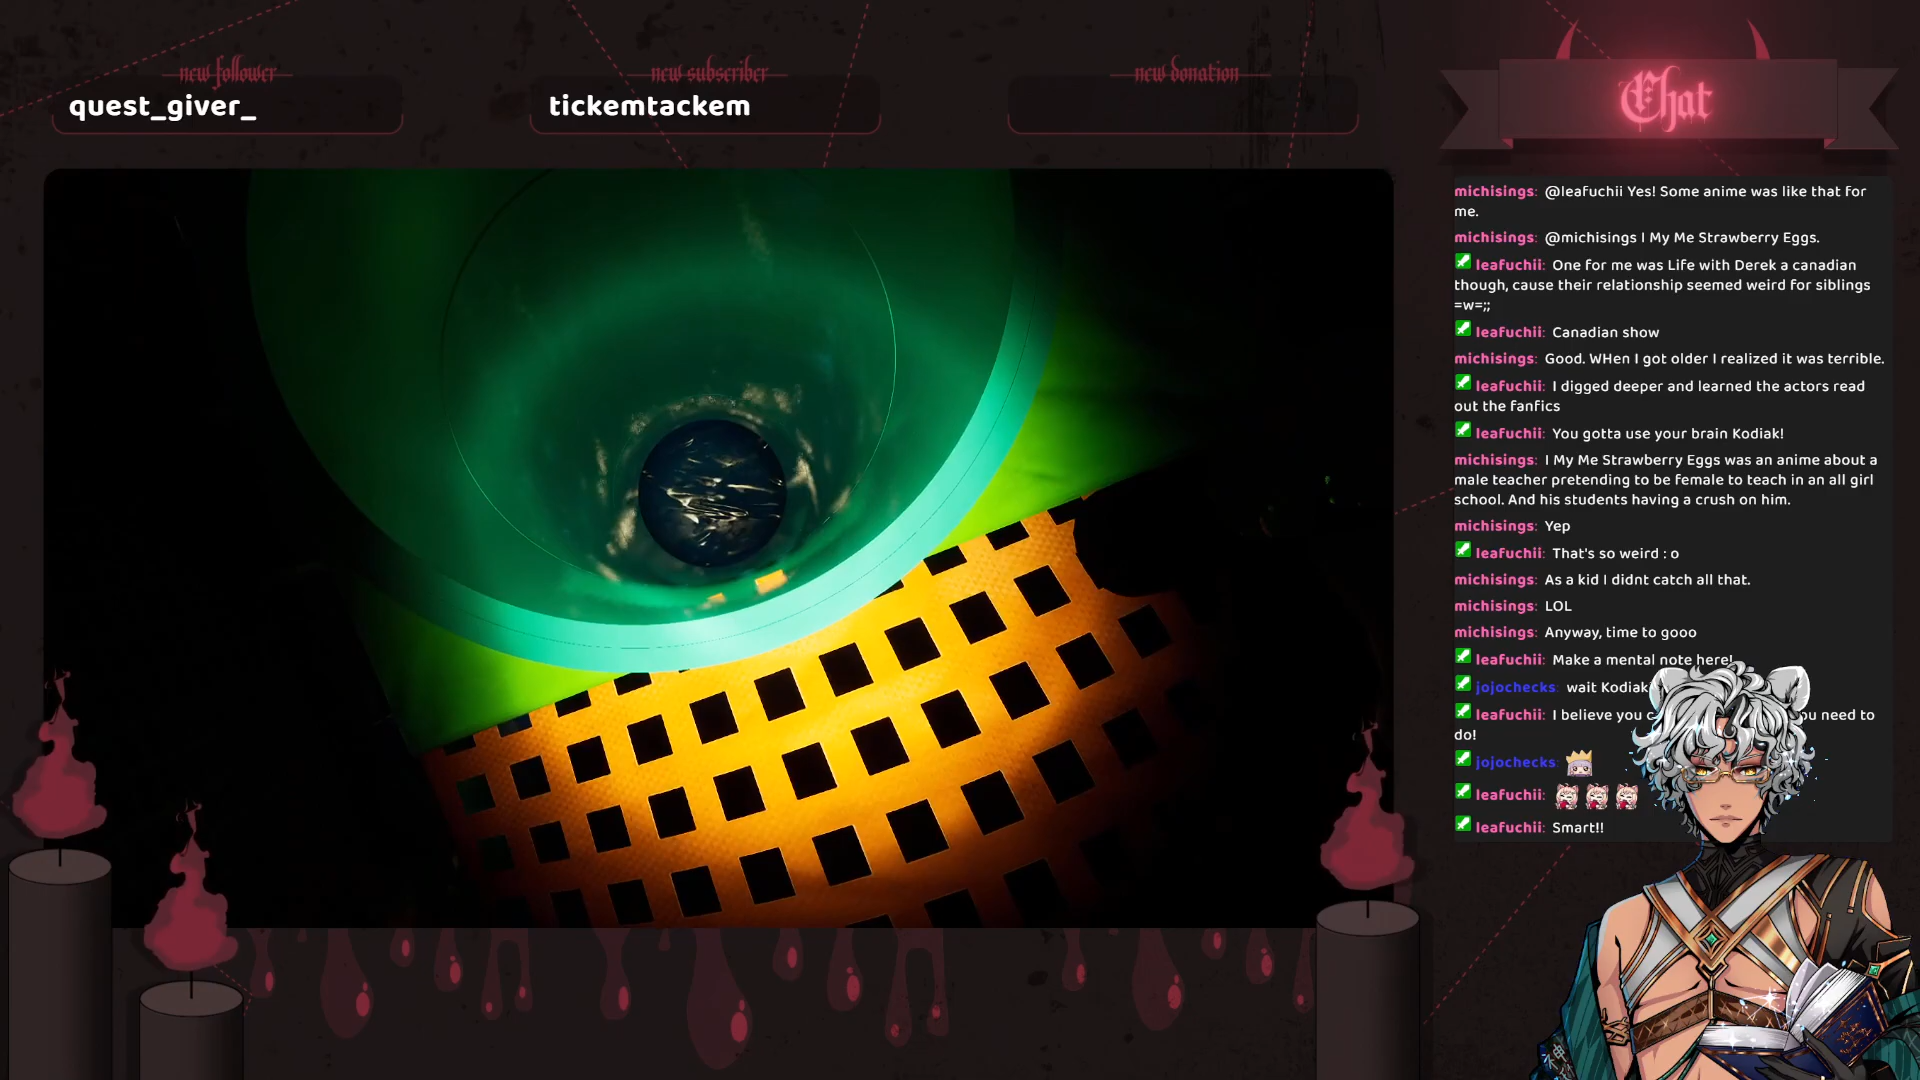 new follower
quest_giver_
new subscriber
tickemtackem
new donation
Chat
michisings: @leafuchii Yes! Some anime was like that for
me.
michisings: @michisings I My Me Strawberry Eggs.
leafuchii: One for me was Life with Derek a canadian
though, cause their relationship seemed weird for siblings
=w=;;
leafuchii: Canadian show
michisings: Good. WHen I got older I realized it was terrible.
leafuchii: I digged deeper and learned the actors read
out the fanfics
leafuchii: You gotta use your brain Kodiak!
michisings: I My Me Strawberry Eggs was an anime about a
male teacher pretending to be female to teach in an all girl
school. And his students having a crush on him.
michisings: Yep
leafuchii: That's so weird : o
michisings: As a kid I didnt catch all that.
michisings: LOL
michisings: Anyway, time to gooo
leafuchii: Make a mental note here!
jojochecks: wait Kodiak
leafuchii: I believe you need to
do!
jojochecks:
leafuchii:
leafuchii: Smart!!
神